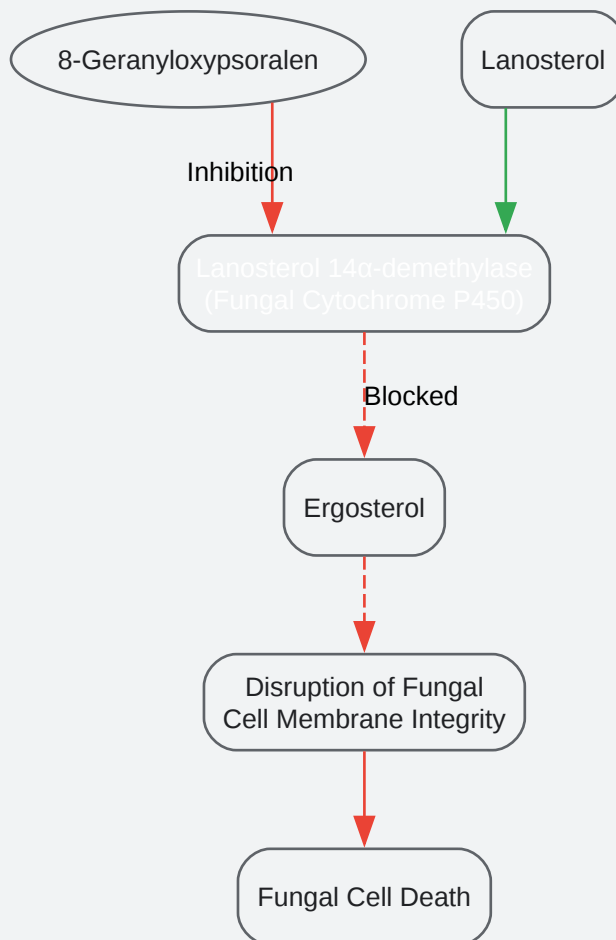 8-Geranyloxypsoralen
Lanosterol
Inhibition
Lanosterol 14α-demethylase
(Fungal Cytochrome P450)
Blocked
Ergosterol
Disruption of Fungal
Cell Membrane Integrity
Fungal Cell Death